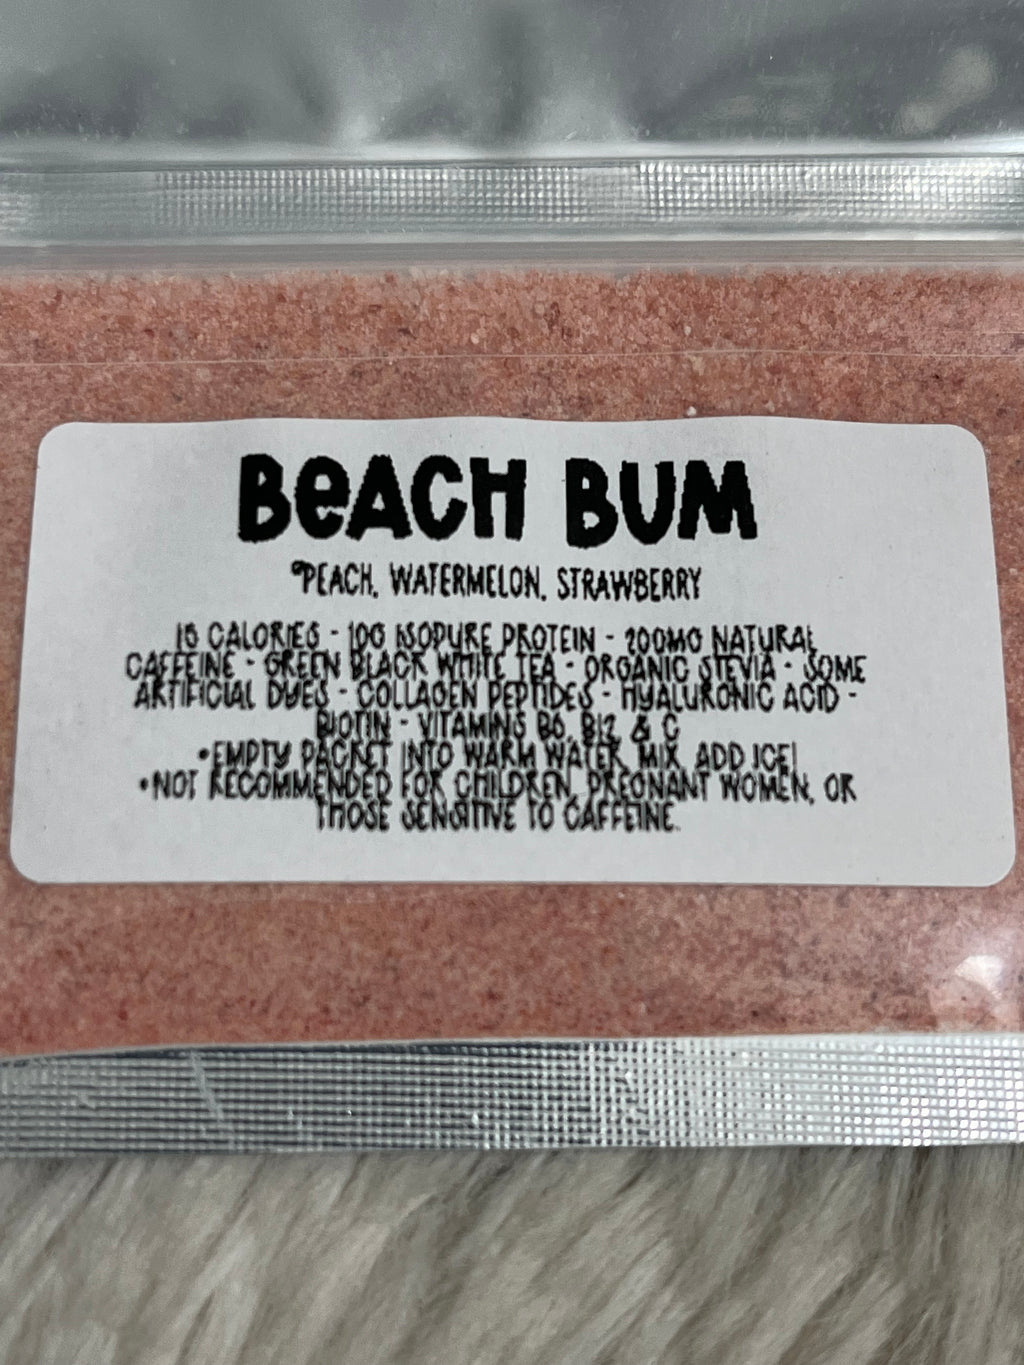 BeACH BUM
PEACH, WATERMELON, STRAWBERRY
15 CALORIES - 10G ISOPURE PROTEIN - 200MG NATURAL
CAFFEINE - GREEN BLACK WHITE TEA - ORGANIC STEVIA - SOME
ARTIFICIAL DYES - COLLAGEN PEPTIDES - HYALURONIC ACID -
BIOTIN - VITAMINS B6, B12, & C
•EMPTY PACKET INTO WARM WATER, MIX, ADD ICE!
•NOT RECOMMENDED FOR CHILDREN, PREGNANT WOMEN, OR
THOSE SENSITIVE TO CAFFEINE.